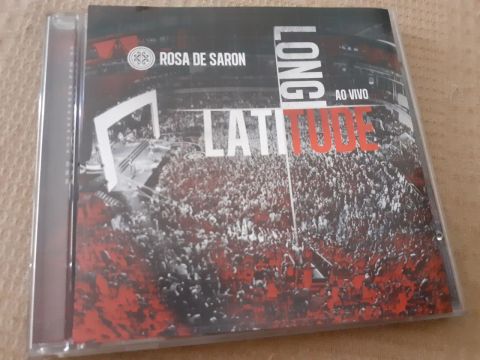 ROSA DE SARON
LONGI
AO VIVO
LATITUDE